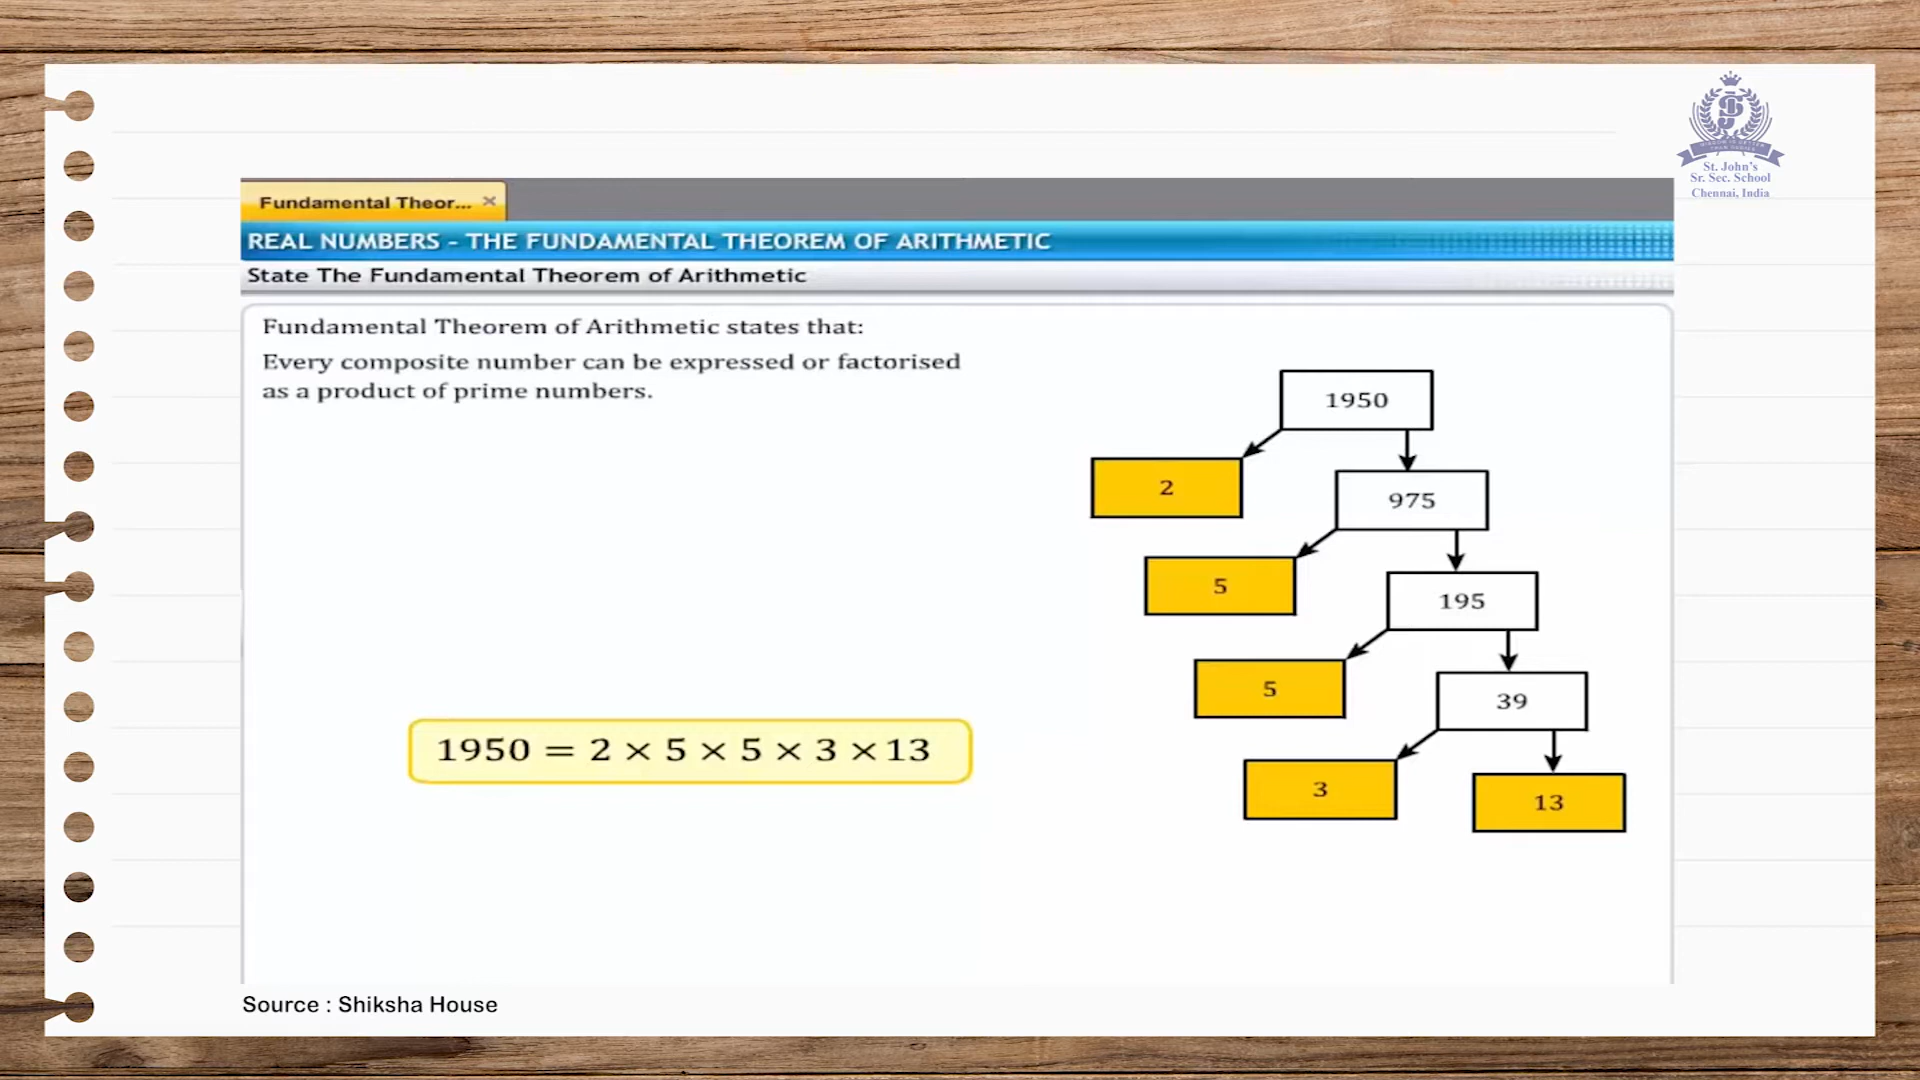 St. John's
Sr. Sec. School
Chennai, India
Fundamental Theor... ×
REAL NUMBERS - THE FUNDAMENTAL THEOREM OF ARITHMETIC
State The Fundamental Theorem of Arithmetic
Fundamental Theorem of Arithmetic states that:
Every composite number can be expressed or factorised
as a product of prime numbers.
1950
2
975
5
195
5
39
3
13
1950 = 2 × 5 × 5 × 3 ×13
Source : Shiksha House